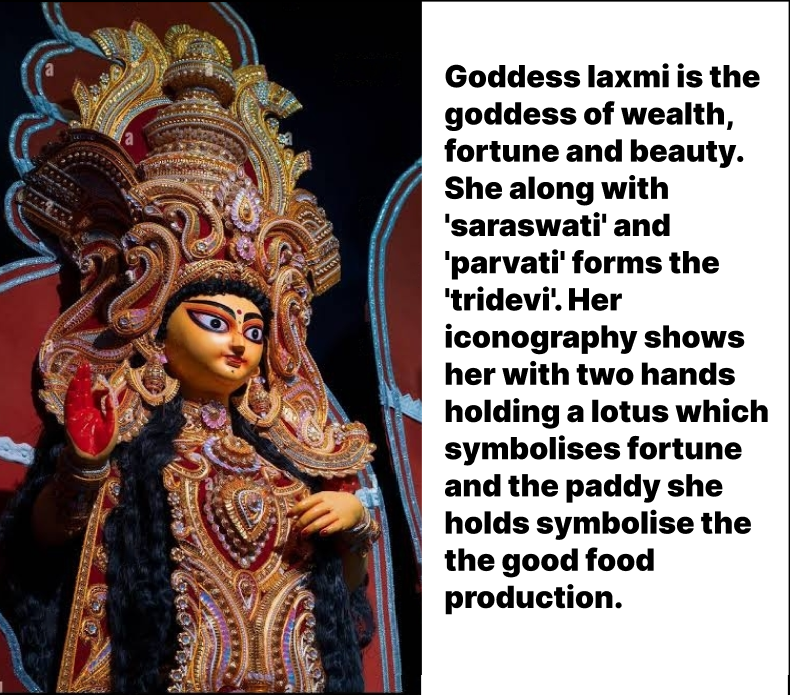 Goddess laxmi is the
goddess of wealth,
fortune and beauty.
She along with
'saraswati' and
'parvati' forms the
'tridevi'. Her
iconography shows
her with two hands
holding a lotus which
symbolises fortune
and the paddy she
holds symbolise the
the good food
production.